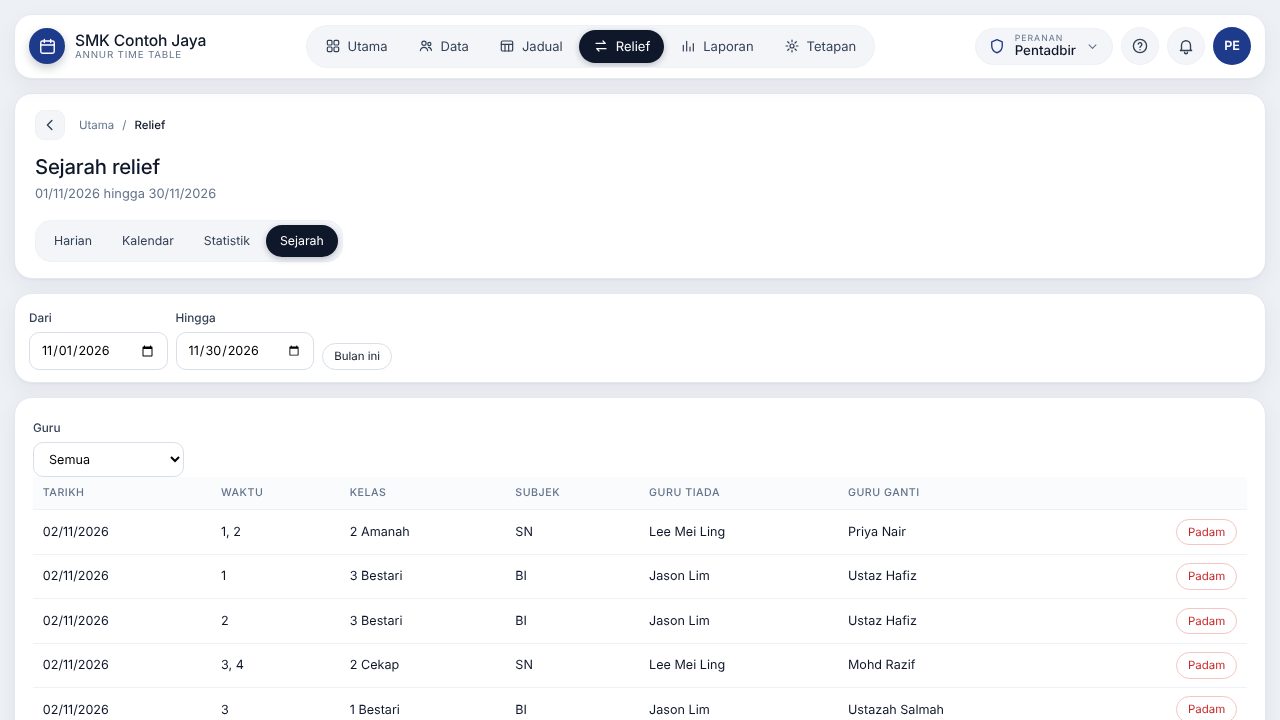 SMK Contoh Jaya
ANNUR TIME TABLE
Utama
Data
Jadual
Relief
Laporan
Tetapan
PERANAN
Pentadbir
PE
Utama / Relief
Sejarah relief
01/11/2026 hingga 30/11/2026
Harian
Kalendar
Statistik
Sejarah
Dari
Hingga
11/01/2026
11/30/2026
Bulan ini
Guru
Semua
TARIKH WAKTU KELAS SUBJEK GURU TIADA GURU GANTI
02/11/2026 1, 2 2 Amanah SN Lee Mei Ling Priya Nair Padam
02/11/2026 1 3 Bestari BI Jason Lim Ustaz Hafiz Padam
02/11/2026 2 3 Bestari BI Jason Lim Ustaz Hafiz Padam
02/11/2026 3, 4 2 Cekap SN Lee Mei Ling Mohd Razif Padam
02/11/2026 3 1 Bestari BI Jason Lim Ustazah Salmah Padam